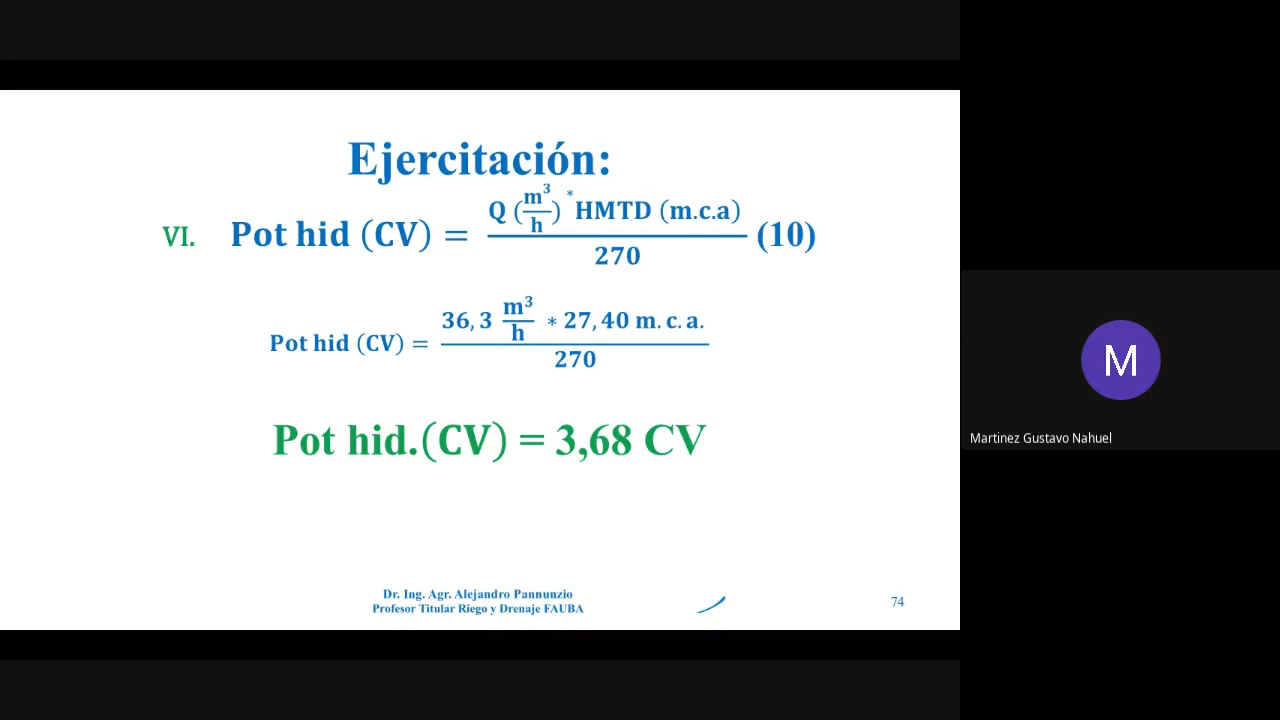 Ejercitación:
VI. Pot hid (CV) = Q (m³/h) * HMTD (m.c.a) / 270 (10)
Pot hid (CV) = 36,3 m³/h * 27,40 m.c.a. / 270
Pot hid.(CV) = 3,68 CV
Dr. Ing. Agr. Alejandro Pannunzio
Profesor Titular Riego y Drenaje FAUBA
74
M
Martinez Gustavo Nahuel